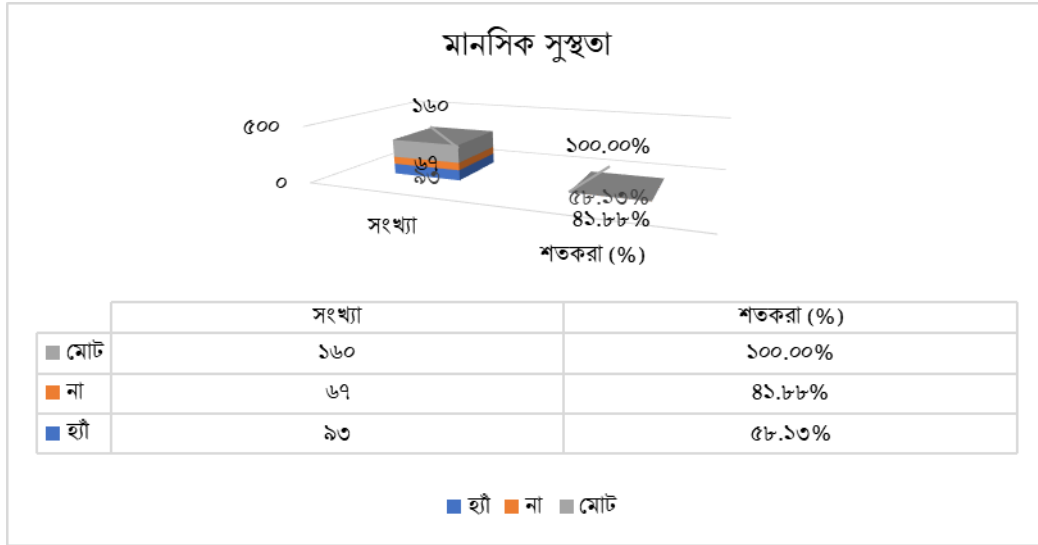 মানসিক সুস্থতা
১৬০
৫০০
১০০.০০%
৬৭
৯৩
০
৫৮.১৩%
৪১.৮৮%
সংখ্যা
শতকরা (%)
সংখ্যা শতকরা (%)
মোট ১৬০ ১০০.০০%
না ৬৭ ৪১.৮৮%
হ্যাঁ ৯৩ ৫৮.১৩%
হ্যাঁ না মোট